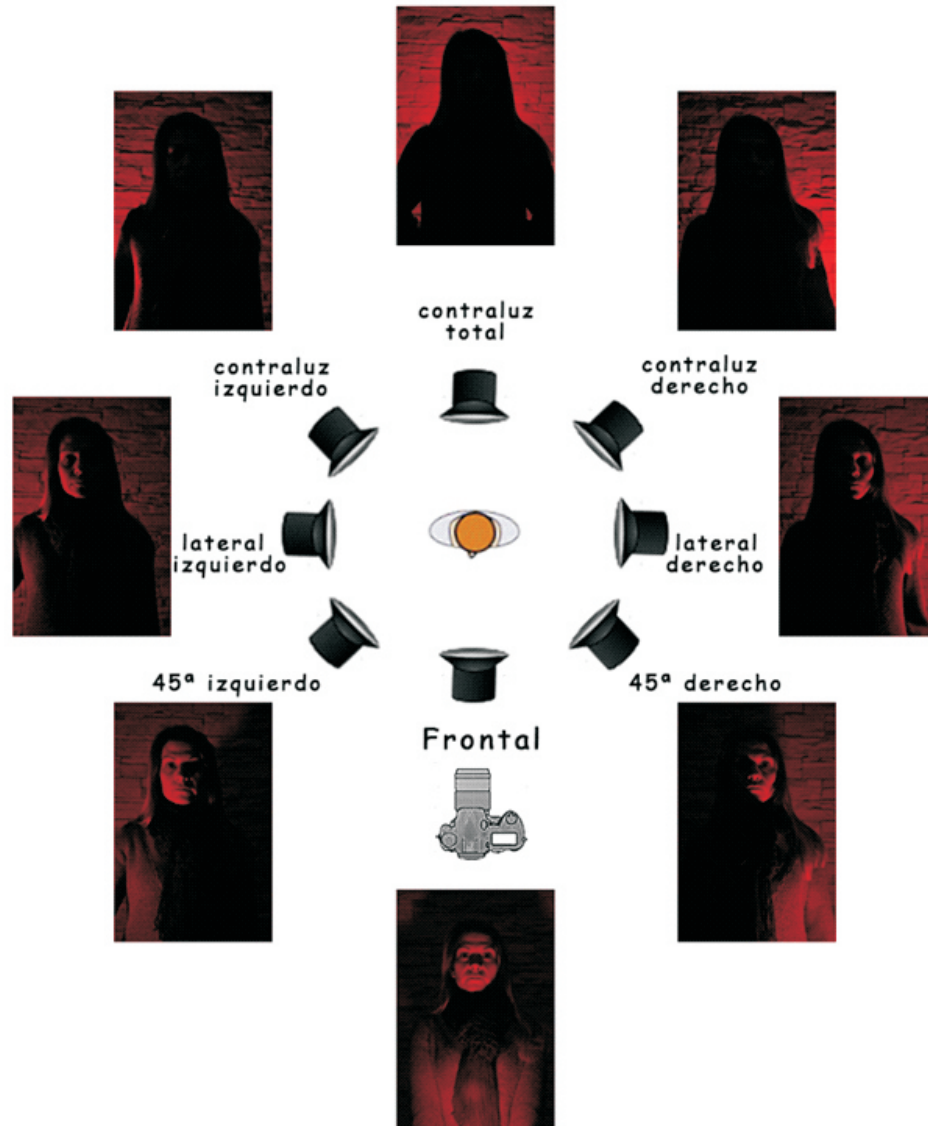 contraluz
total
contraluz
izquierdo
contraluz
derecho
lateral
izquierdo
lateral
derecho
45ª izquierdo
45ª derecho
Frontal